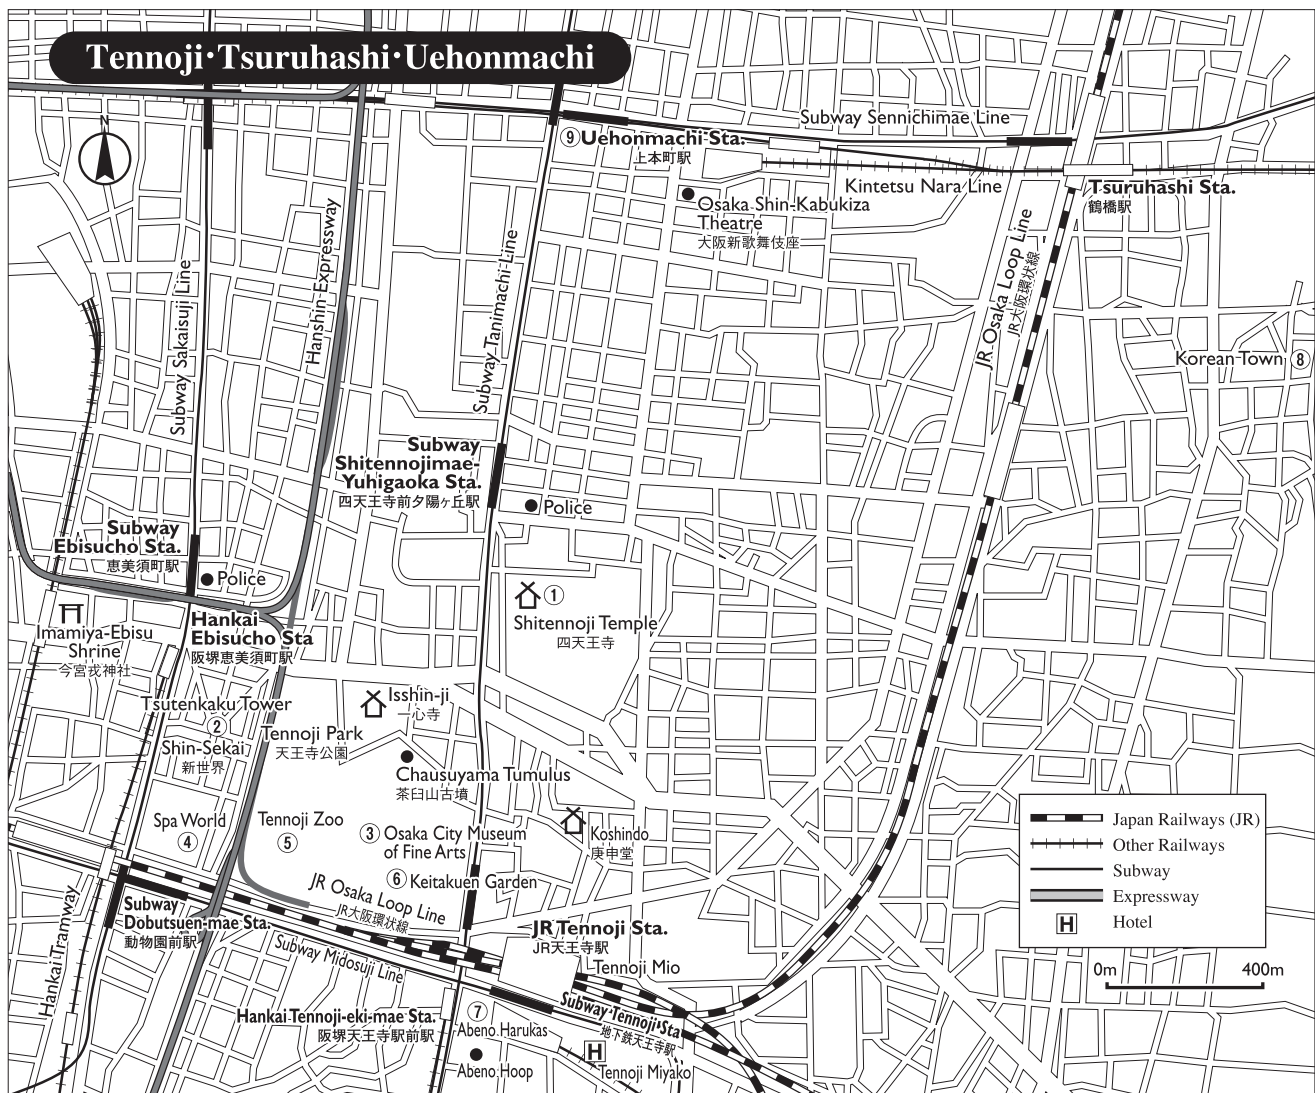 Tennoji・Tsuruhashi・Uehonmachi
N
Subway Sennichimae Line
⑨Uehonmachi Sta.
上本町駅
Kintetsu Nara Line
Tsuruhashi Sta.
鶴橋駅
Osaka Shin-Kabukiza
Theatre
大阪新歌舞伎座
Hanshin Expressway
Subway Sakaisuji Line
Subway Tanimachi Line
JR Osaka Loop Line
JR大阪環状線
Korean Town ⑧
Subway
Shitennojimae-
Yuhigaoka Sta.
四天王寺前夕陽ヶ丘駅
Police
Subway
Ebisucho Sta.
恵美須町駅
Police
Hankai
Ebisucho Sta
阪堺恵美須町駅
Imamiya-Ebisu
Shrine
今宮戎神社
①
Shitennoji Temple
四天王寺
Isshin-ji
一心寺
Tsutenkaku Tower
②
Shin-Sekai
新世界
Tennoji Park
天王寺公園
Chausuyama Tumulus
茶臼山古墳
Spa World
④
Tennoji Zoo
⑤
③ Osaka City Museum
of Fine Arts
⑥ Keitakuen Garden
Koshindo
庚申堂
JR Osaka Loop Line
JR大阪環状線
Subway
Dobutsuen-mae Sta.
動物園前駅
Hankai Tramway
Subway Midosuji Line
JR Tennoji Sta.
JR天王寺駅
Tennoji Mio
Subway Tennoji Sta
地下鉄天王寺駅
Hankai Tennoji-eki-mae Sta.
阪堺天王寺駅前駅
⑦
Abeno Harukas
Abeno Hoop
H
Tennoji Miyako
Japan Railways (JR)
Other Railways
Subway
Expressway
H Hotel
0m 400m